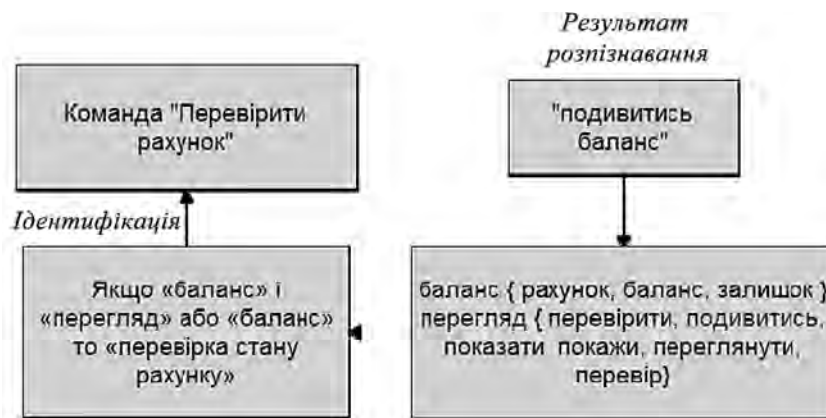 Результат
розпізнавання
Команда "Перевірити
рахунок"
"подивитись
баланс"
Ідентифікація
Якщо «баланс» і
«перегляд» або «баланс»
то «перевірка стану
рахунку»
баланс { рахунок, баланс, залишок }
перегляд { перевірити, подивитись,
показати покажи, переглянути,
перевір}